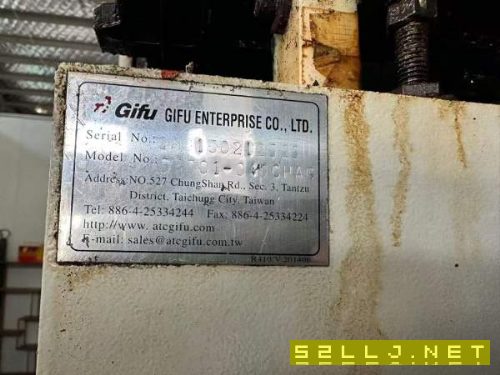 Gifu GIFU ENTERPRISE CO., LTD.
Serial No.:
Model No.:
Address: NO.527 ChungShan Rd., Sec. 3, Tantzu
District, Taichung City, Taiwan
Tel: 886-4-25334244 Fax: 886-4-25334224
http://www. atcgifu.com
E-mail: sales@atcgifu.com.tw
S2LLJ.NET